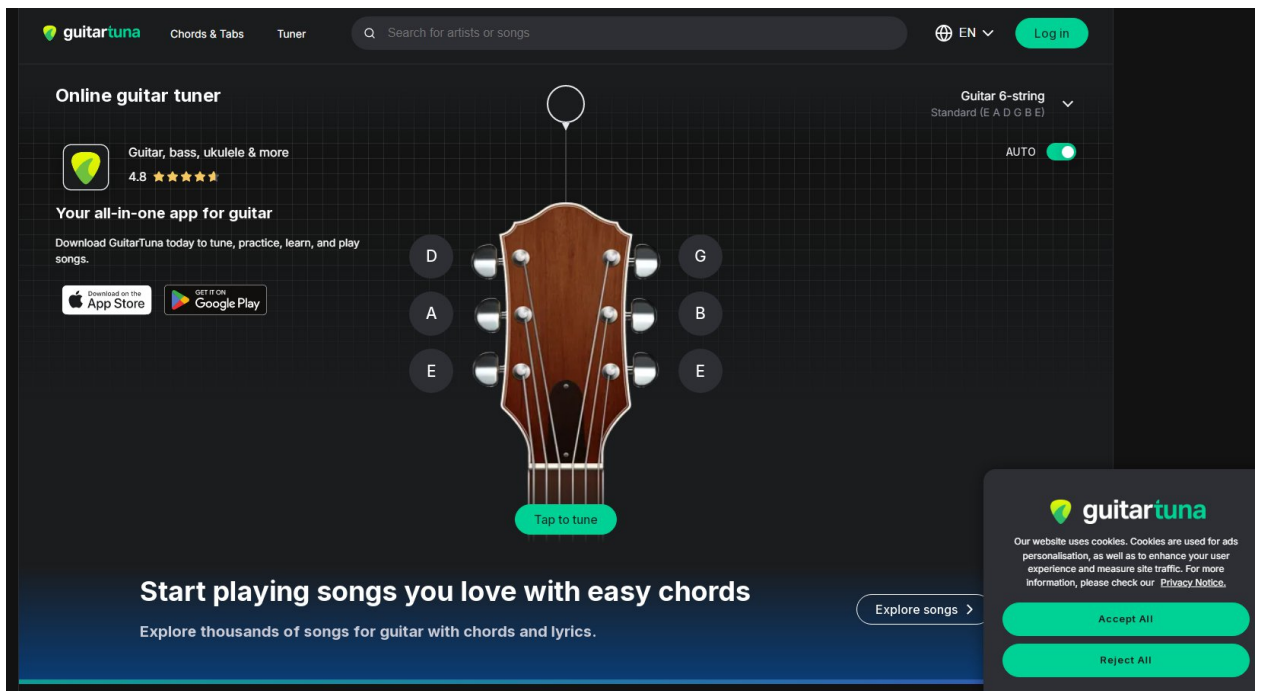 guitartuna
Chords & Tabs
Tuner
Search for artists or songs
EN
Log in
Online guitar tuner
Guitar 6-string
Standard (E A D G B E)
AUTO
Guitar, bass, ukulele & more
4.8
Your all-in-one app for guitar
Download GuitarTuna today to tune, practice, learn, and play
songs.
Download on the
App Store
GET IT ON
Google Play
D
G
A
B
E
E
Tap to tune
Start playing songs you love with easy chords
Explore thousands of songs for guitar with chords and lyrics.
Explore songs
guitartuna
Our website uses cookies. Cookies are used for ads
personalisation, as well as to enhance your user
experience and measure site traffic. For more
information, please check our Privacy Notice.
Accept All
Reject All